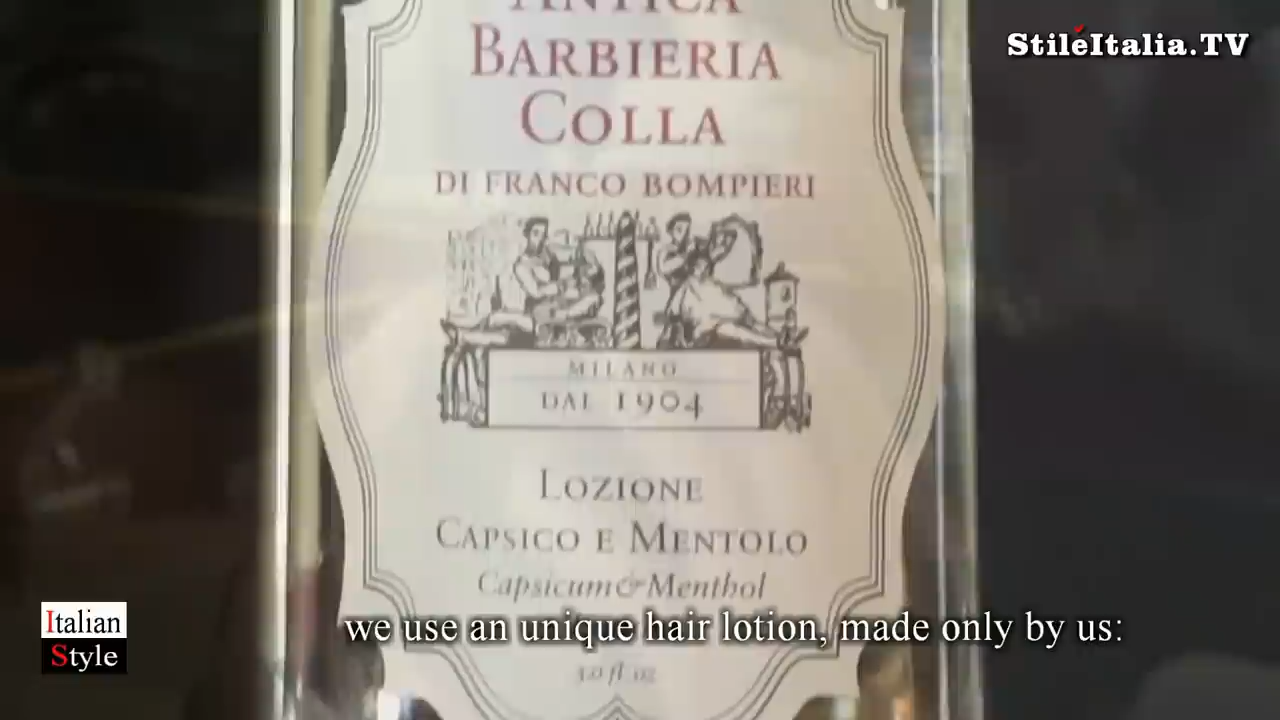 StileItalia.TV
ANTICA
BARBIERIA
COLLA
DI FRANCO BOMPIERI
MILANO
DAL 1904
LOZIONE
CAPSICO E MENTOLO
Capsicum & Menthol
we use an unique hair lotion, made only by us:
Italian
Style